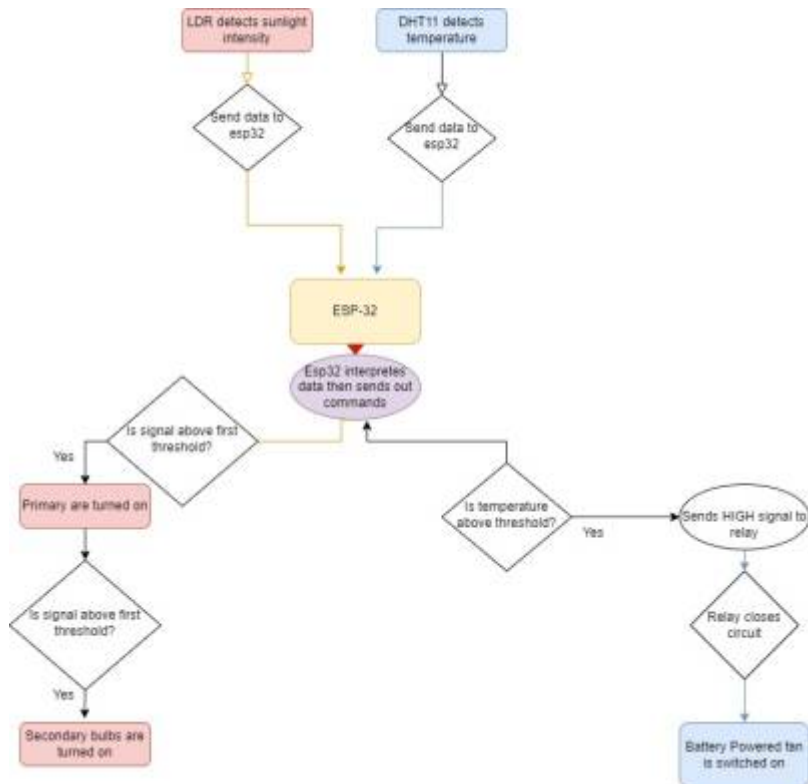 LDR detects sunlight
intensity
DHT11 detects
temperature
Send data to
esp32
Send data to
esp32
ESP-32
Esp32 interpretes
data then sends out
commands
Is signal above first
threshold?
Yes
Primary are turned on
Is temperature
above threshold?
Yes
Sends HIGH signal to
relay
Is signal above first
threshold?
Relay closes
circuit
Yes
Secondary bulbs are
turned on
Battery Powered fan
is switched on